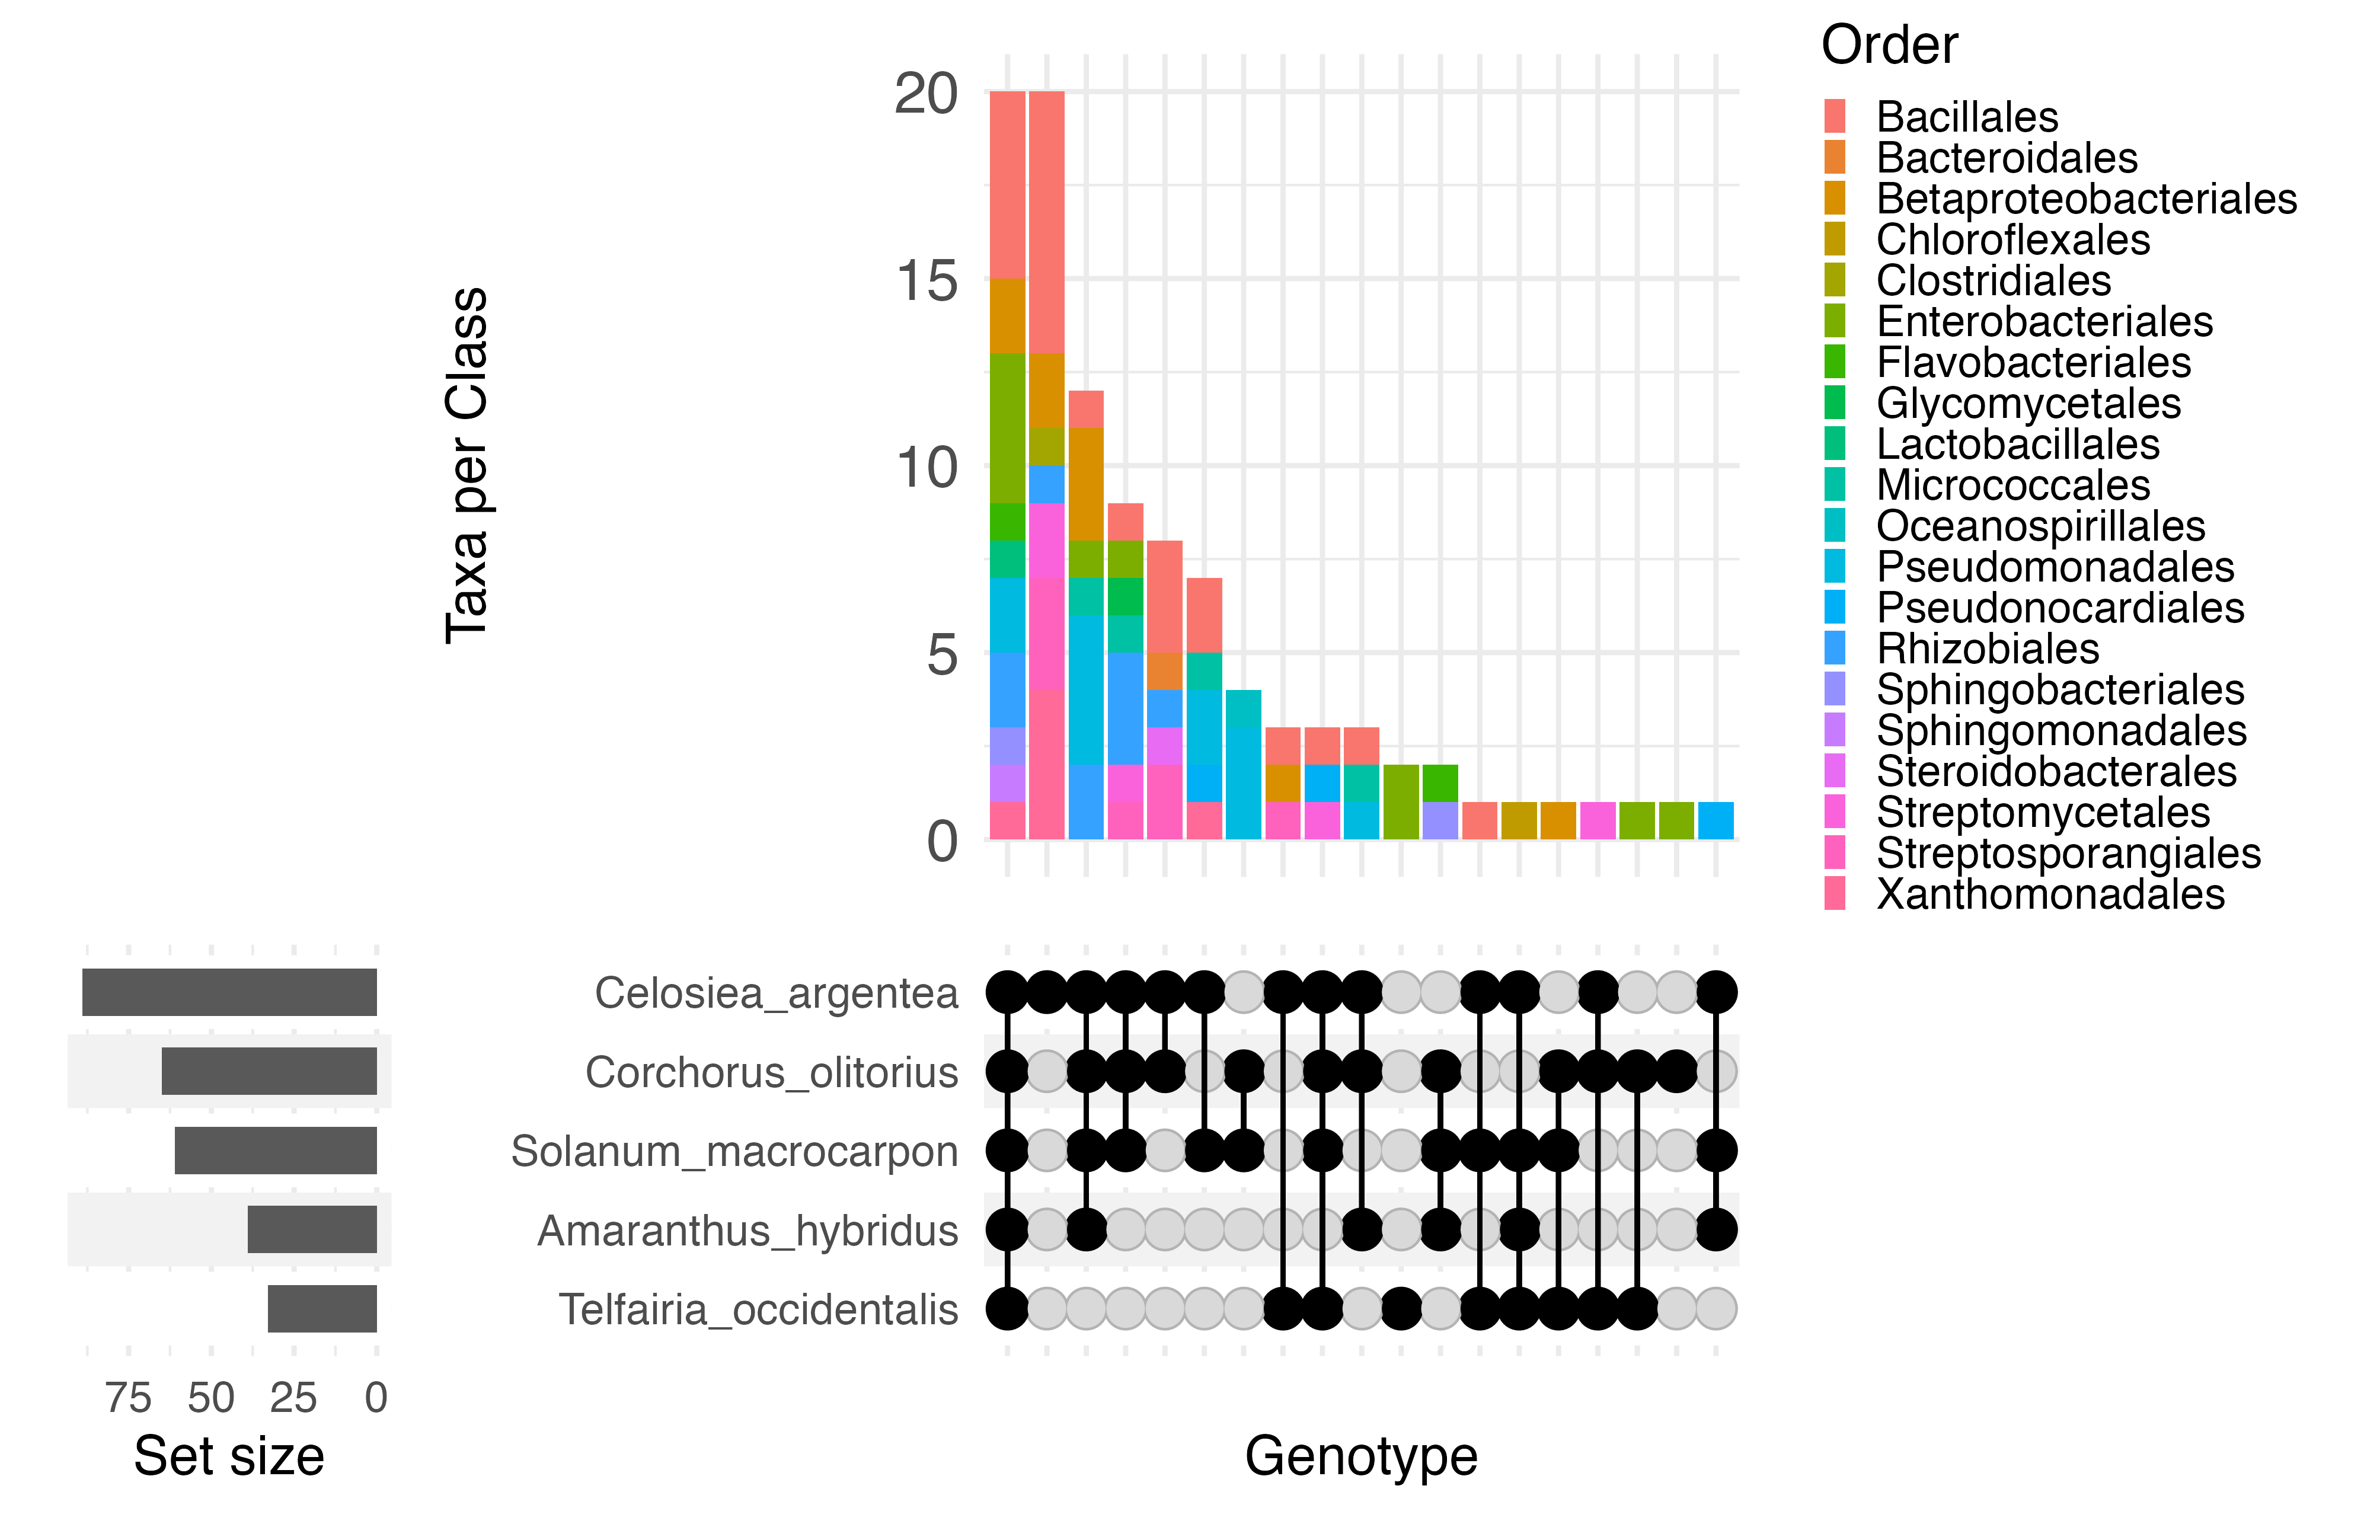 Taxa per Class
20
15
10
5
0
Order
Bacillales
Bacteroidales
Betaproteobacteriales
Chloroflexales
Clostridiales
Enterobacteriales
Flavobacteriales
Glycomycetales
Lactobacillales
Micrococcales
Oceanospirillales
Pseudomonadales
Pseudonocardiales
Rhizobiales
Sphingobacteriales
Sphingomonadales
Steroidobacterales
Streptomycetales
Streptosporangiales
Xanthomonadales
Celosiea_argentea
Corchorus_olitorius
Solanum_macrocarpon
Amaranthus_hybridus
Telfairia_occidentalis
75 50 25 0
Set size
Genotype